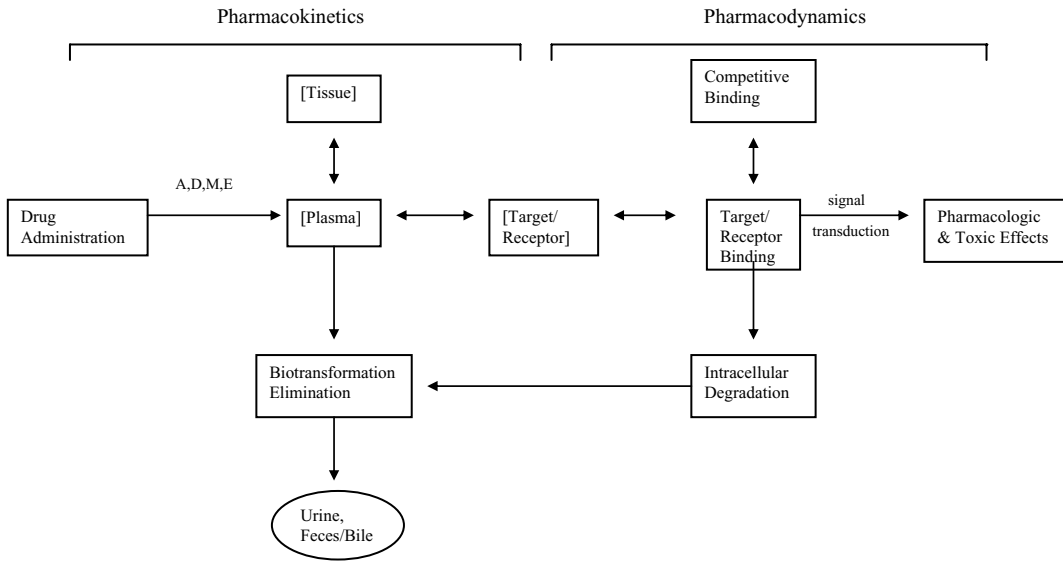 Pharmacokinetics
Pharmacodynamics
[Tissue]
Competitive
Binding
A,D,M,E
Drug
Administration
[Plasma]
[Target/
Receptor]
Target/
Receptor
Binding
signal
transduction
Pharmacologic
& Toxic Effects
Biotransformation
Elimination
Intracellular
Degradation
Urine,
Feces/Bile